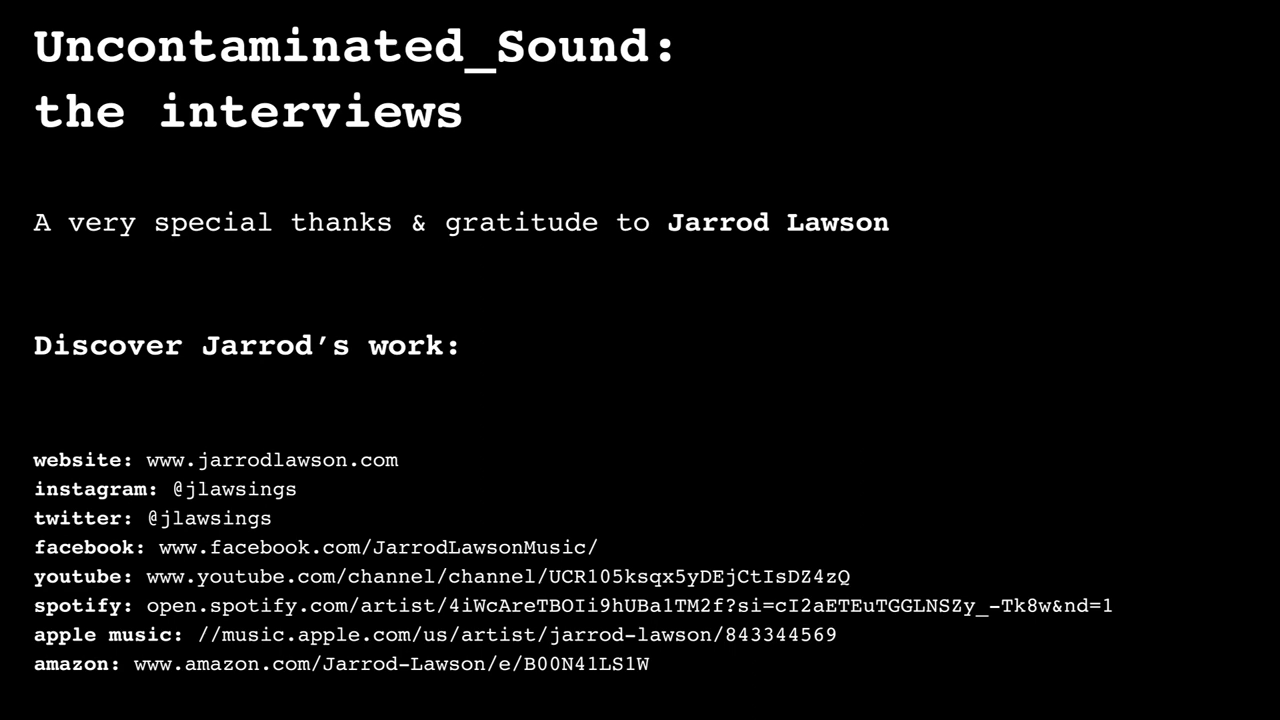 Uncontaminated_Sound:
the interviews
A very special thanks & gratitude to Jarrod Lawson
Discover Jarrod’s work:
website: www.jarrodlawson.com
instagram: @jlawsings
twitter: @jlawsings
facebook: www.facebook.com/JarrodLawsonMusic/
youtube: www.youtube.com/channel/channel/UCR105ksqx5yDEjCtIsDZ4zQ
spotify: open.spotify.com/artist/4iWcAreTBOIi9hUBa1TM2f?si=cI2aETEuTGGLNSZy_-Tk8w&nd=1
apple music: //music.apple.com/us/artist/jarrod-lawson/843344569
amazon: www.amazon.com/Jarrod-Lawson/e/B00N41LS1W